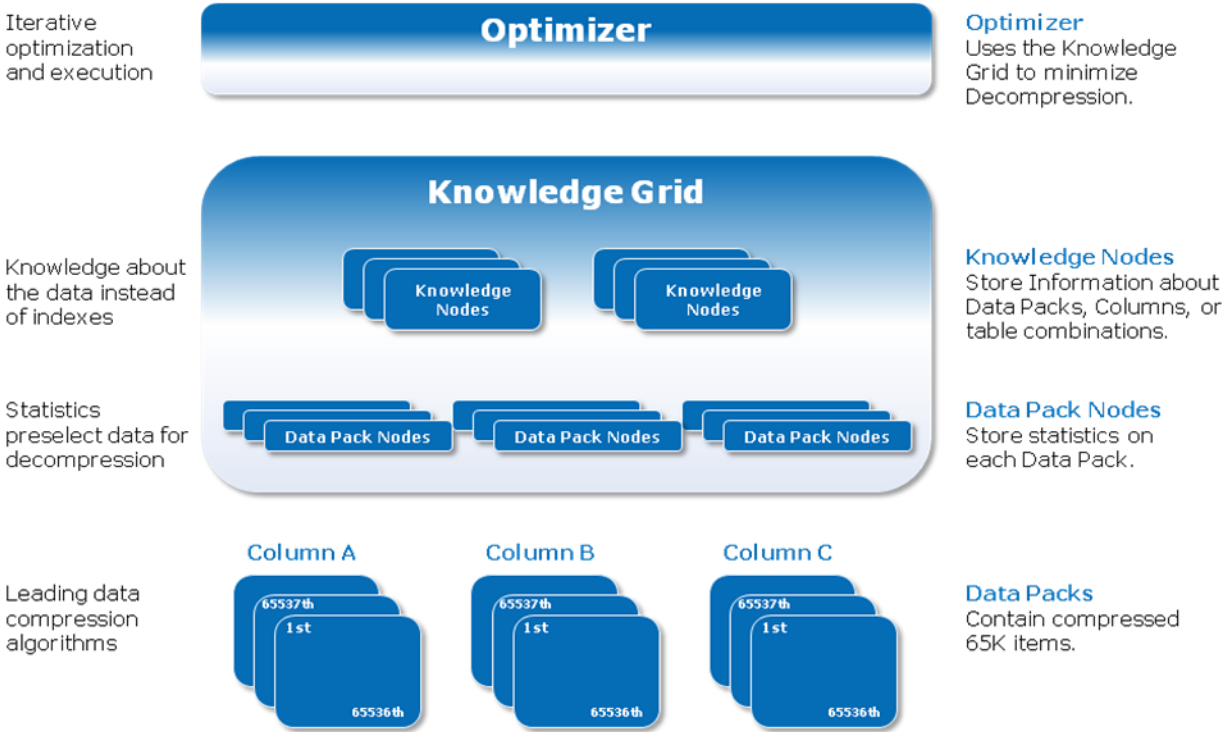 Iterative
optimization
and execution
Optimizer
Optimizer
Uses the Knowledge
Grid to minimize
Decompression.
Knowledge Grid
Knowledge about
the data instead
of indexes
Knowledge
Nodes
Knowledge
Nodes
Knowledge Nodes
Store Information about
Data Packs, Columns, or
table combinations.
Statistics
preselect data for
decompression
Data Pack Nodes
Data Pack Nodes
Data Pack Nodes
Data Pack Nodes
Store statistics on
each Data Pack.
Column A
Column B
Column C
Leading data
compression
algorithms
65537th
1st
65536th
65537th
1st
65536th
65537th
1st
65536th
Data Packs
Contain compressed
65K items.